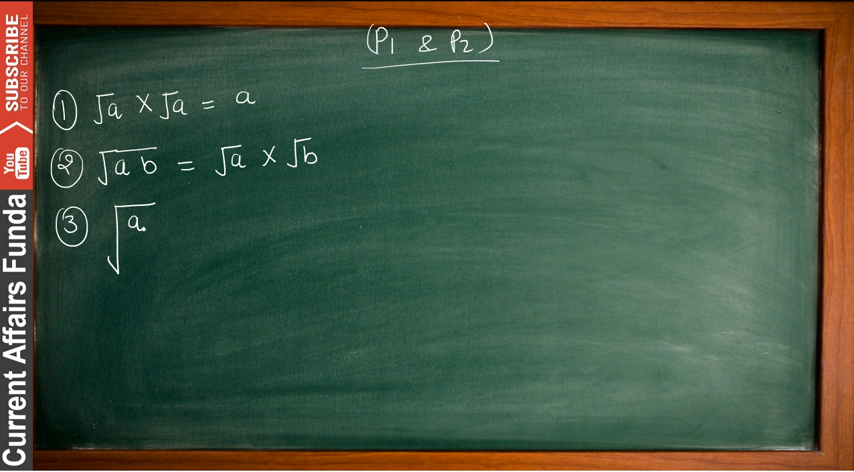 (P₁ & P₂)
① √a × √a = a
② √ab = √a × √b
③ √a
SUBSCRIBE
TO OUR CHANNEL
You Tube
Current Affairs Funda